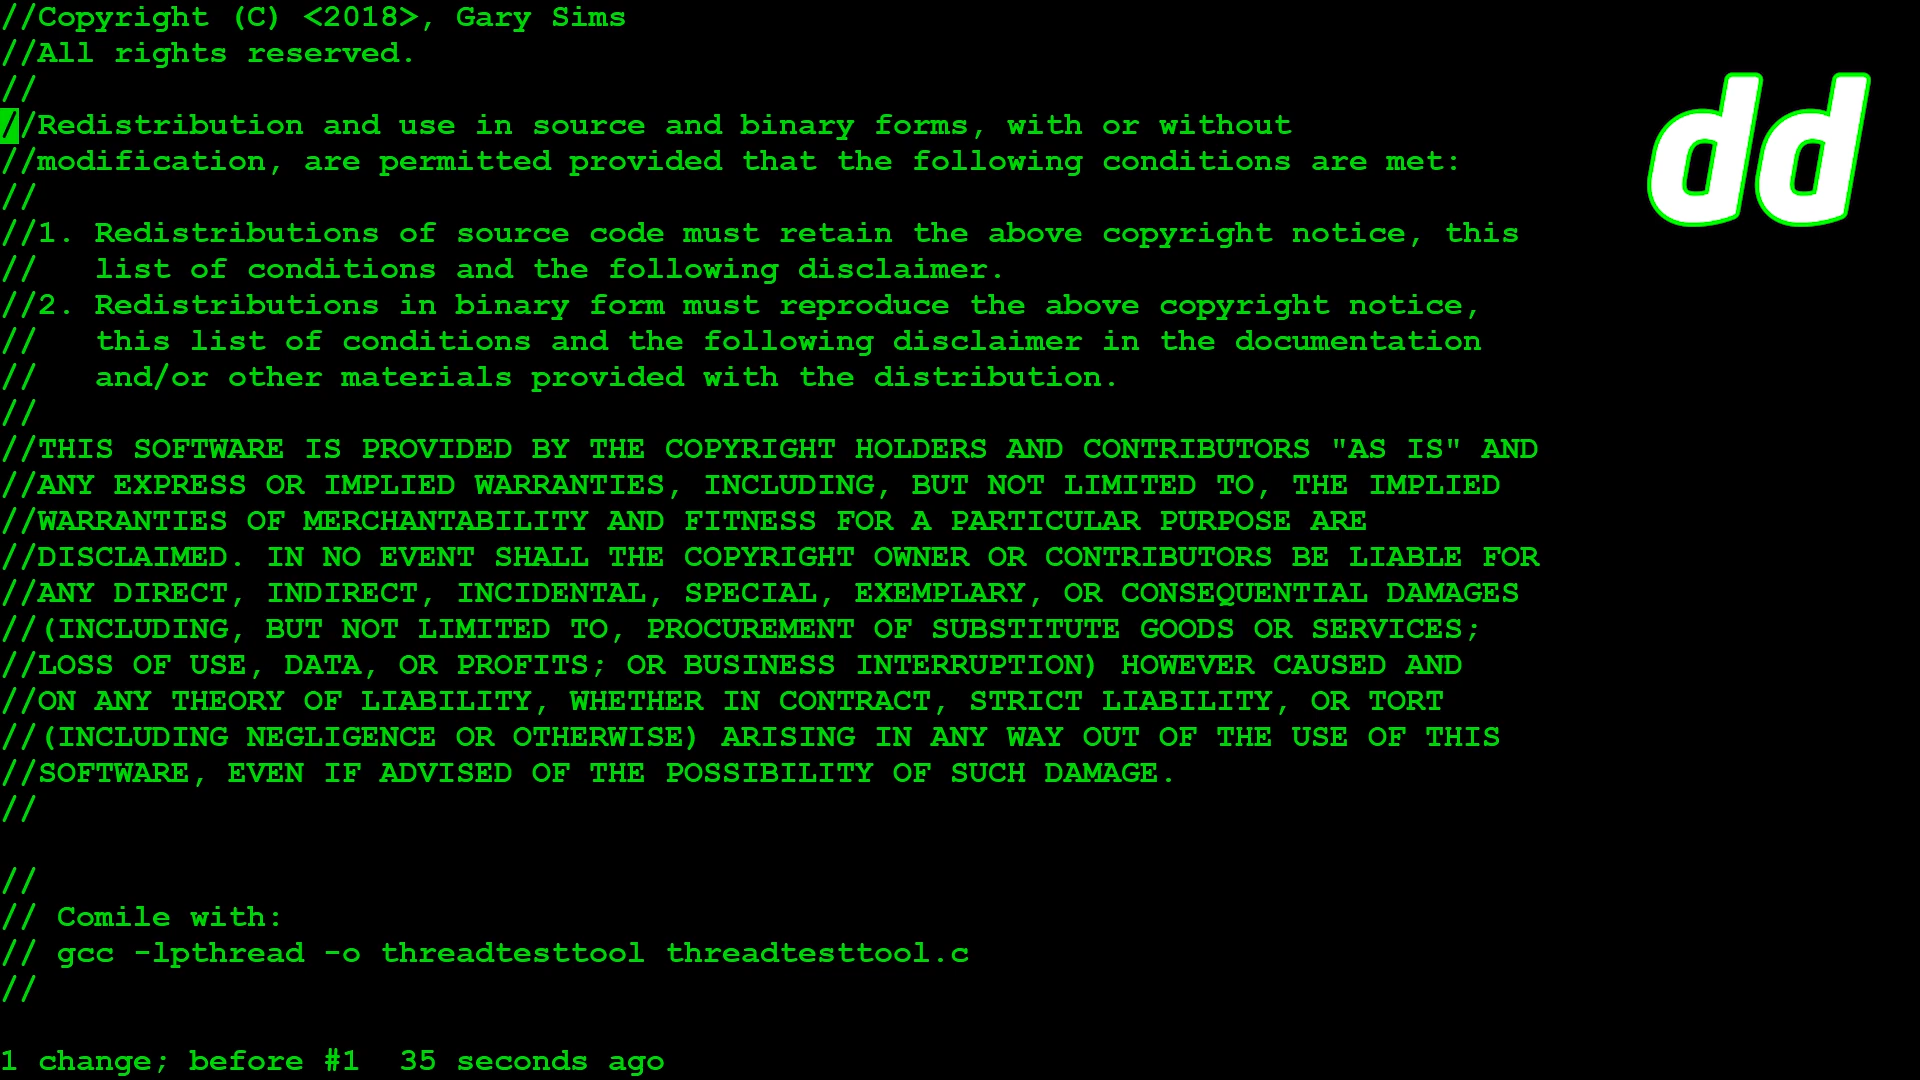 //Copyright (C) <2018>, Gary Sims
//All rights reserved.
//
//Redistribution and use in source and binary forms, with or without
//modification, are permitted provided that the following conditions are met:
//
//1. Redistributions of source code must retain the above copyright notice, this
//   list of conditions and the following disclaimer.
//2. Redistributions in binary form must reproduce the above copyright notice,
//   this list of conditions and the following disclaimer in the documentation
//   and/or other materials provided with the distribution.
//
//THIS SOFTWARE IS PROVIDED BY THE COPYRIGHT HOLDERS AND CONTRIBUTORS "AS IS" AND
//ANY EXPRESS OR IMPLIED WARRANTIES, INCLUDING, BUT NOT LIMITED TO, THE IMPLIED
//WARRANTIES OF MERCHANTABILITY AND FITNESS FOR A PARTICULAR PURPOSE ARE
//DISCLAIMED. IN NO EVENT SHALL THE COPYRIGHT OWNER OR CONTRIBUTORS BE LIABLE FOR
//ANY DIRECT, INDIRECT, INCIDENTAL, SPECIAL, EXEMPLARY, OR CONSEQUENTIAL DAMAGES
//(INCLUDING, BUT NOT LIMITED TO, PROCUREMENT OF SUBSTITUTE GOODS OR SERVICES;
//LOSS OF USE, DATA, OR PROFITS; OR BUSINESS INTERRUPTION) HOWEVER CAUSED AND
//ON ANY THEORY OF LIABILITY, WHETHER IN CONTRACT, STRICT LIABILITY, OR TORT
//(INCLUDING NEGLIGENCE OR OTHERWISE) ARISING IN ANY WAY OUT OF THE USE OF THIS
//SOFTWARE, EVEN IF ADVISED OF THE POSSIBILITY OF SUCH DAMAGE.
//

//
// Comile with:
// gcc -lpthread -o threadtesttool threadtesttool.c
//

1 change; before #1  35 seconds ago
dd